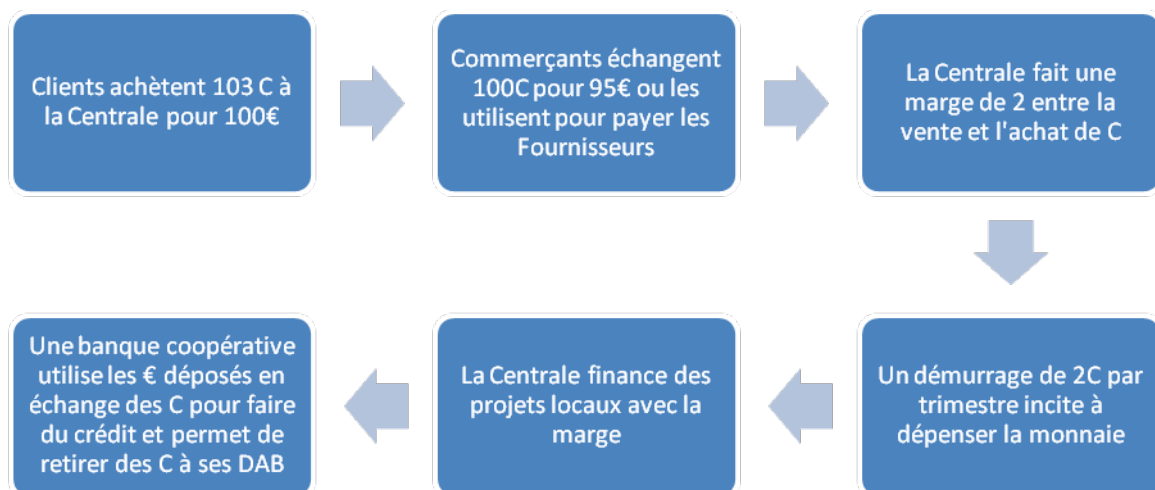 Clients achètent 103 C à
la Centrale pour 100€
Commerçants échangent
100C pour 95€ ou les
utilisent pour payer les
Fournisseurs
La Centrale fait une
marge de 2 entre la
vente et l'achat de C
Un démurrage de 2C par
trimestre incite à
dépenser la monnaie
La Centrale finance des
projets locaux avec la
marge
Une banque coopérative
utilise les € déposés en
échange des C pour faire
du crédit et permet de
retirer des C à ses DAB